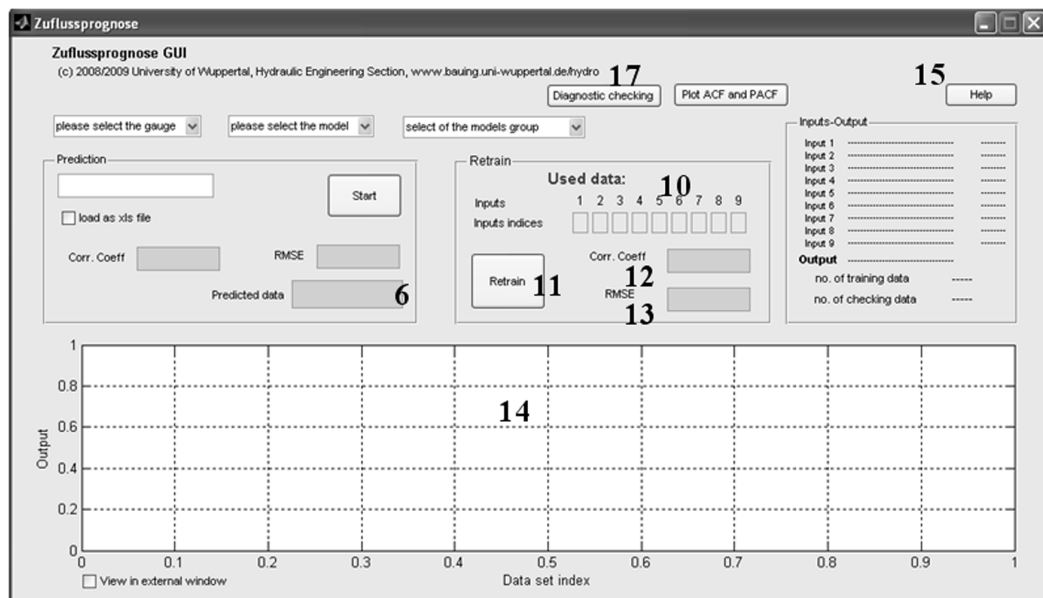 Zuflussprognose
Zuflussprognose GUI
(c) 2008/2009 University of Wuppertal, Hydraulic Engineering Section, www.bauing.uni-wuppertal.de/hydro
17
15
Diagnostic checking
Plot ACF and PACF
Help
please select the gauge
please select the model
select of the models group
Prediction
Start
load as xls file
Corr. Coeff
RMSE
Predicted data
6
Retrain
Used data:
10
Inputs 1 2 3 4 5 6 7 8 9
Inputs indices
Retrain
11
Corr. Coeff
12
RMSE
13
Inputs-Output
Input 1 ---------------------------- ------
Input 2 ---------------------------- ------
Input 3 ---------------------------- ------
Input 4 ---------------------------- ------
Input 5 ---------------------------- ------
Input 6 ---------------------------- ------
Input 7 ---------------------------- ------
Input 8 ---------------------------- ------
Input 9 ---------------------------- ------
Output ----------------------------
no. of training data -----
no. of checking data -----
1
0.8
0.6
0.4
0.2
0
Output
14
0 0.1 0.2 0.3 0.4 0.5 0.6 0.7 0.8 0.9 1
View in external window
Data set index